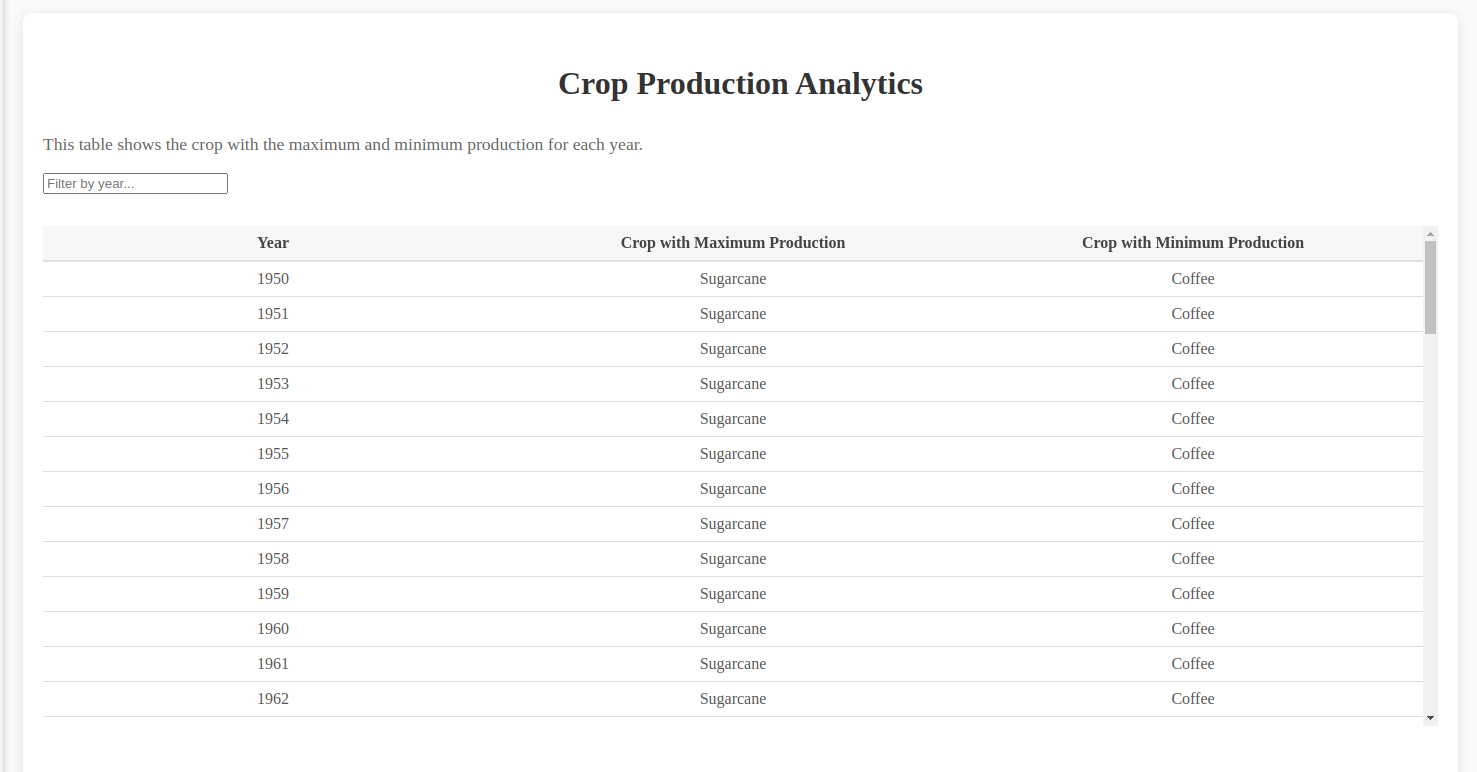 Crop Production Analytics
This table shows the crop with the maximum and minimum production for each year.
Filter by year...
Year Crop with Maximum Production Crop with Minimum Production
1950 Sugarcane Coffee
1951 Sugarcane Coffee
1952 Sugarcane Coffee
1953 Sugarcane Coffee
1954 Sugarcane Coffee
1955 Sugarcane Coffee
1956 Sugarcane Coffee
1957 Sugarcane Coffee
1958 Sugarcane Coffee
1959 Sugarcane Coffee
1960 Sugarcane Coffee
1961 Sugarcane Coffee
1962 Sugarcane Coffee